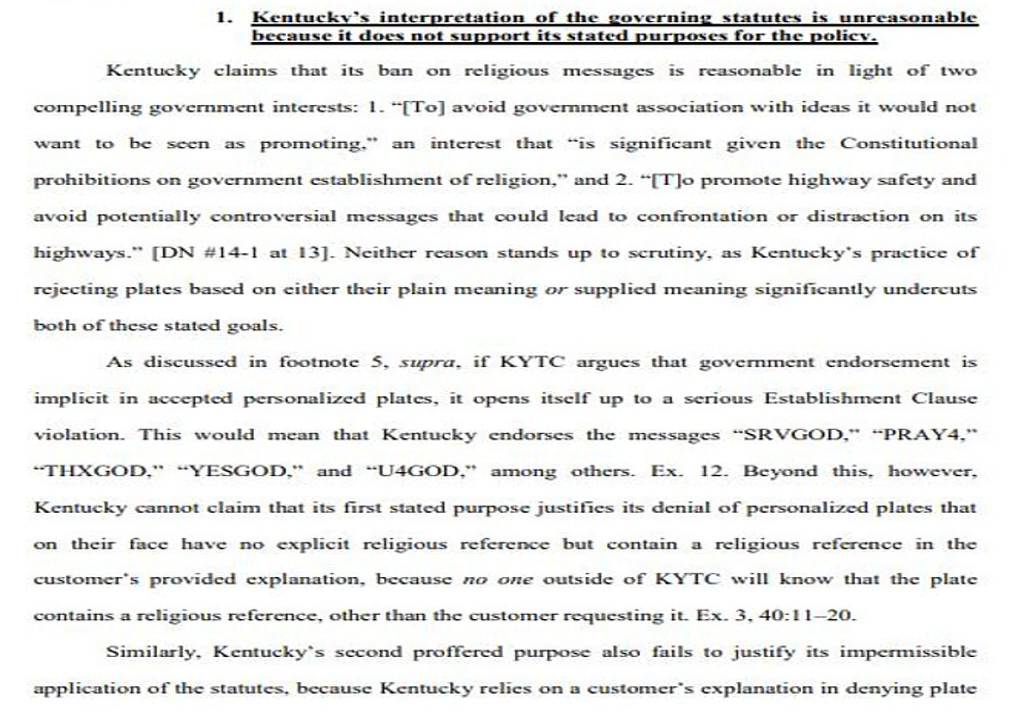 1. Kentucky's interpretation of the governing statutes is unreasonable
because it does not support its stated purposes for the policy.
Kentucky claims that its ban on religious messages is reasonable in light of two
compelling government interests: 1. “[To] avoid government association with ideas it would not
want to be seen as promoting,” an interest that “is significant given the Constitutional
prohibitions on government establishment of religion,” and 2. “[T]o promote highway safety and
avoid potentially controversial messages that could lead to confrontation or distraction on its
highways.” [DN #14-1 at 13]. Neither reason stands up to scrutiny, as Kentucky's practice of
rejecting plates based on either their plain meaning or supplied meaning significantly undercuts
both of these stated goals.
As discussed in footnote 5, supra, if KYTC argues that government endorsement is
implicit in accepted personalized plates, it opens itself up to a serious Establishment Clause
violation. This would mean that Kentucky endorses the messages “SRVGOD,” “PRAY4,”
“THXGOD,” “YESGOD,” and “U4GOD,” among others. Ex. 12. Beyond this, however,
Kentucky cannot claim that its first stated purpose justifies its denial of personalized plates that
on their face have no explicit religious reference but contain a religious reference in the
customer's provided explanation, because no one outside of KYTC will know that the plate
contains a religious reference, other than the customer requesting it. Ex. 3, 40:11–20.
Similarly, Kentucky's second proffered purpose also fails to justify its impermissible
application of the statutes, because Kentucky relies on a customer's explanation in denying plate